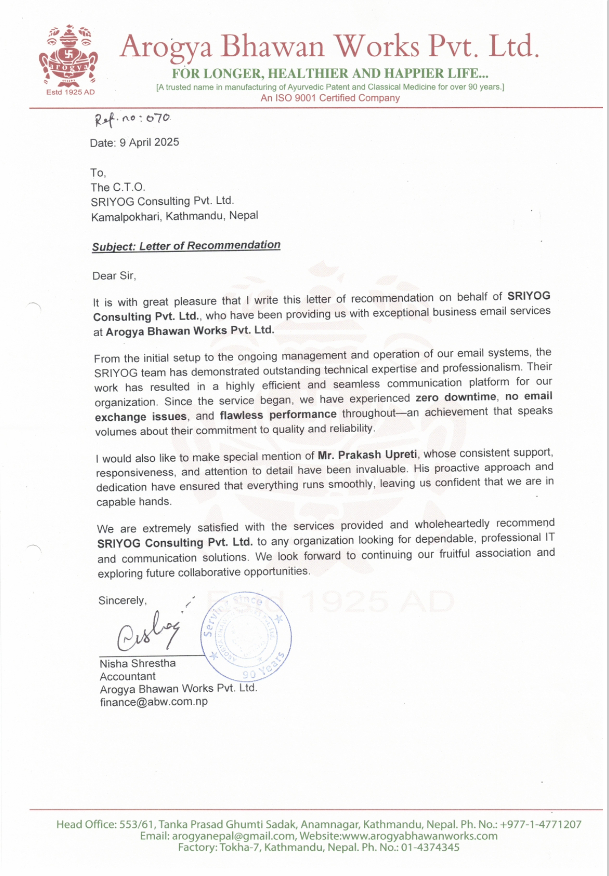 Arogya Bhawan Works Pvt. Ltd.
FOR LONGER, HEALTHIER AND HAPPIER LIFE...
[A trusted name in manufacturing of Ayurvedic Patent and Classical Medicine for over 90 years.]
An ISO 9001 Certified Company
arogya
Estd 1925 AD
Ref. no: 070
Date: 9 April 2025
To,
The C.T.O.
SRIYOG Consulting Pvt. Ltd.
Kamalpokhari, Kathmandu, Nepal
Subject: Letter of Recommendation
Dear Sir,
It is with great pleasure that I write this letter of recommendation on behalf of SRIYOG
Consulting Pvt. Ltd., who have been providing us with exceptional business email services
at Arogya Bhawan Works Pvt. Ltd.
From the initial setup to the ongoing management and operation of our email systems, the
SRIYOG team has demonstrated outstanding technical expertise and professionalism. Their
work has resulted in a highly efficient and seamless communication platform for our
organization. Since the service began, we have experienced zero downtime, no email
exchange issues, and flawless performance throughout—an achievement that speaks
volumes about their commitment to quality and reliability.
I would also like to make special mention of Mr. Prakash Upreti, whose consistent support,
responsiveness, and attention to detail have been invaluable. His proactive approach and
dedication have ensured that everything runs smoothly, leaving us confident that we are in
capable hands.
We are extremely satisfied with the services provided and wholeheartedly recommend
SRIYOG Consulting Pvt. Ltd. to any organization looking for dependable, professional IT
and communication solutions. We look forward to continuing our fruitful association and
exploring future collaborative opportunities.
Sincerely,
Serving Since
99 Years
1925 AD
Nisha Shrestha
Accountant
Arogya Bhawan Works Pvt. Ltd.
finance@abw.com.np
Head Office: 553/61, Tanka Prasad Ghumti Sadak, Anamnagar, Kathmandu, Nepal. Ph. No.: +977-1-4771207
Email: arogyanepal@gmail.com, Website:www.arogyabhawanworks.com
Factory: Tokha-7, Kathmandu, Nepal. Ph. No.: 01-4374345